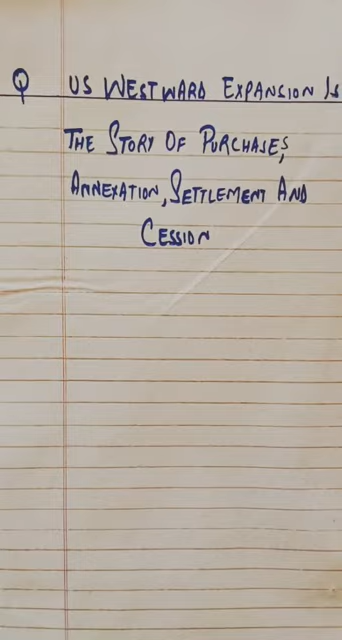 Q US WESTWARD EXPANSION IS
THE STORY OF PURCHASES,
ANNEXATION, SETTLEMENT AND
CESSION